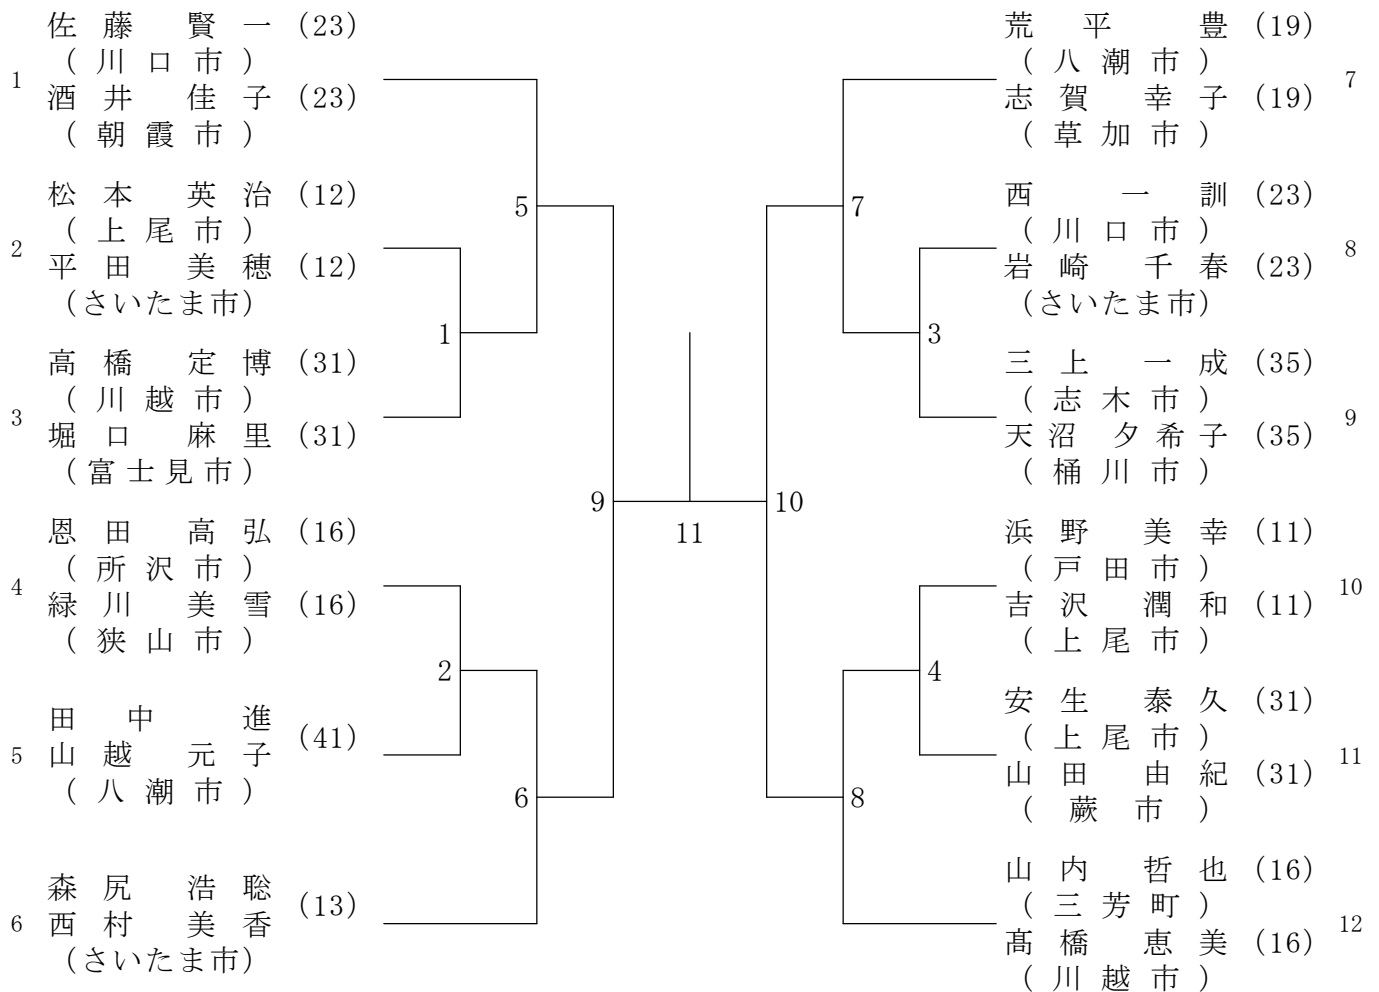 佐藤 賢一 (23)
(川口市)
1
酒井 佳子 (23)
(朝霞市)
松本 英治 (12)
(上尾市)
2
平田 美穂 (12)
(さいたま市)
高橋 定博 (31)
(川越市)
3
堀口 麻里 (31)
(富士見市)
恩田 高弘 (16)
(所沢市)
4
緑川 美雪 (16)
(狭山市)
田中 進
(41)
5 山越 元子
(八潮市)
森尻 浩聡
(13)
6 西村 美香
(さいたま市)
5
1
9
2
6
11
7
3
10
4
8
荒平 豊 (19)
(八潮市)
7
志賀 幸子 (19)
(草加市)
西 一訓 (23)
(川口市)
8
岩崎 千春 (23)
(さいたま市)
三上 一成 (35)
(志木市)
9
天沼 夕希子 (35)
(桶川市)
浜野 美幸 (11)
(戸田市)
10
吉沢 潤和 (11)
(上尾市)
安生 泰久 (31)
(上尾市)
11
山田 由紀 (31)
(蕨市)
山内 哲也 (16)
(三芳町)
12
髙橋 恵美 (16)
(川越市)